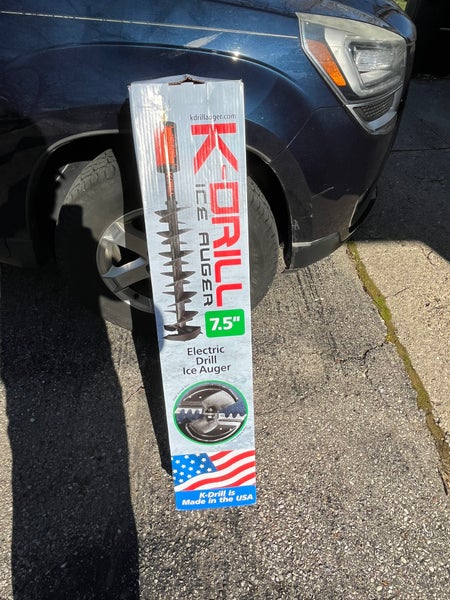 kdrillauger.com
K-DRILL
ICE AUGER
7.5"
Electric
Drill
Ice Auger
K-Drill is
Made in the USA